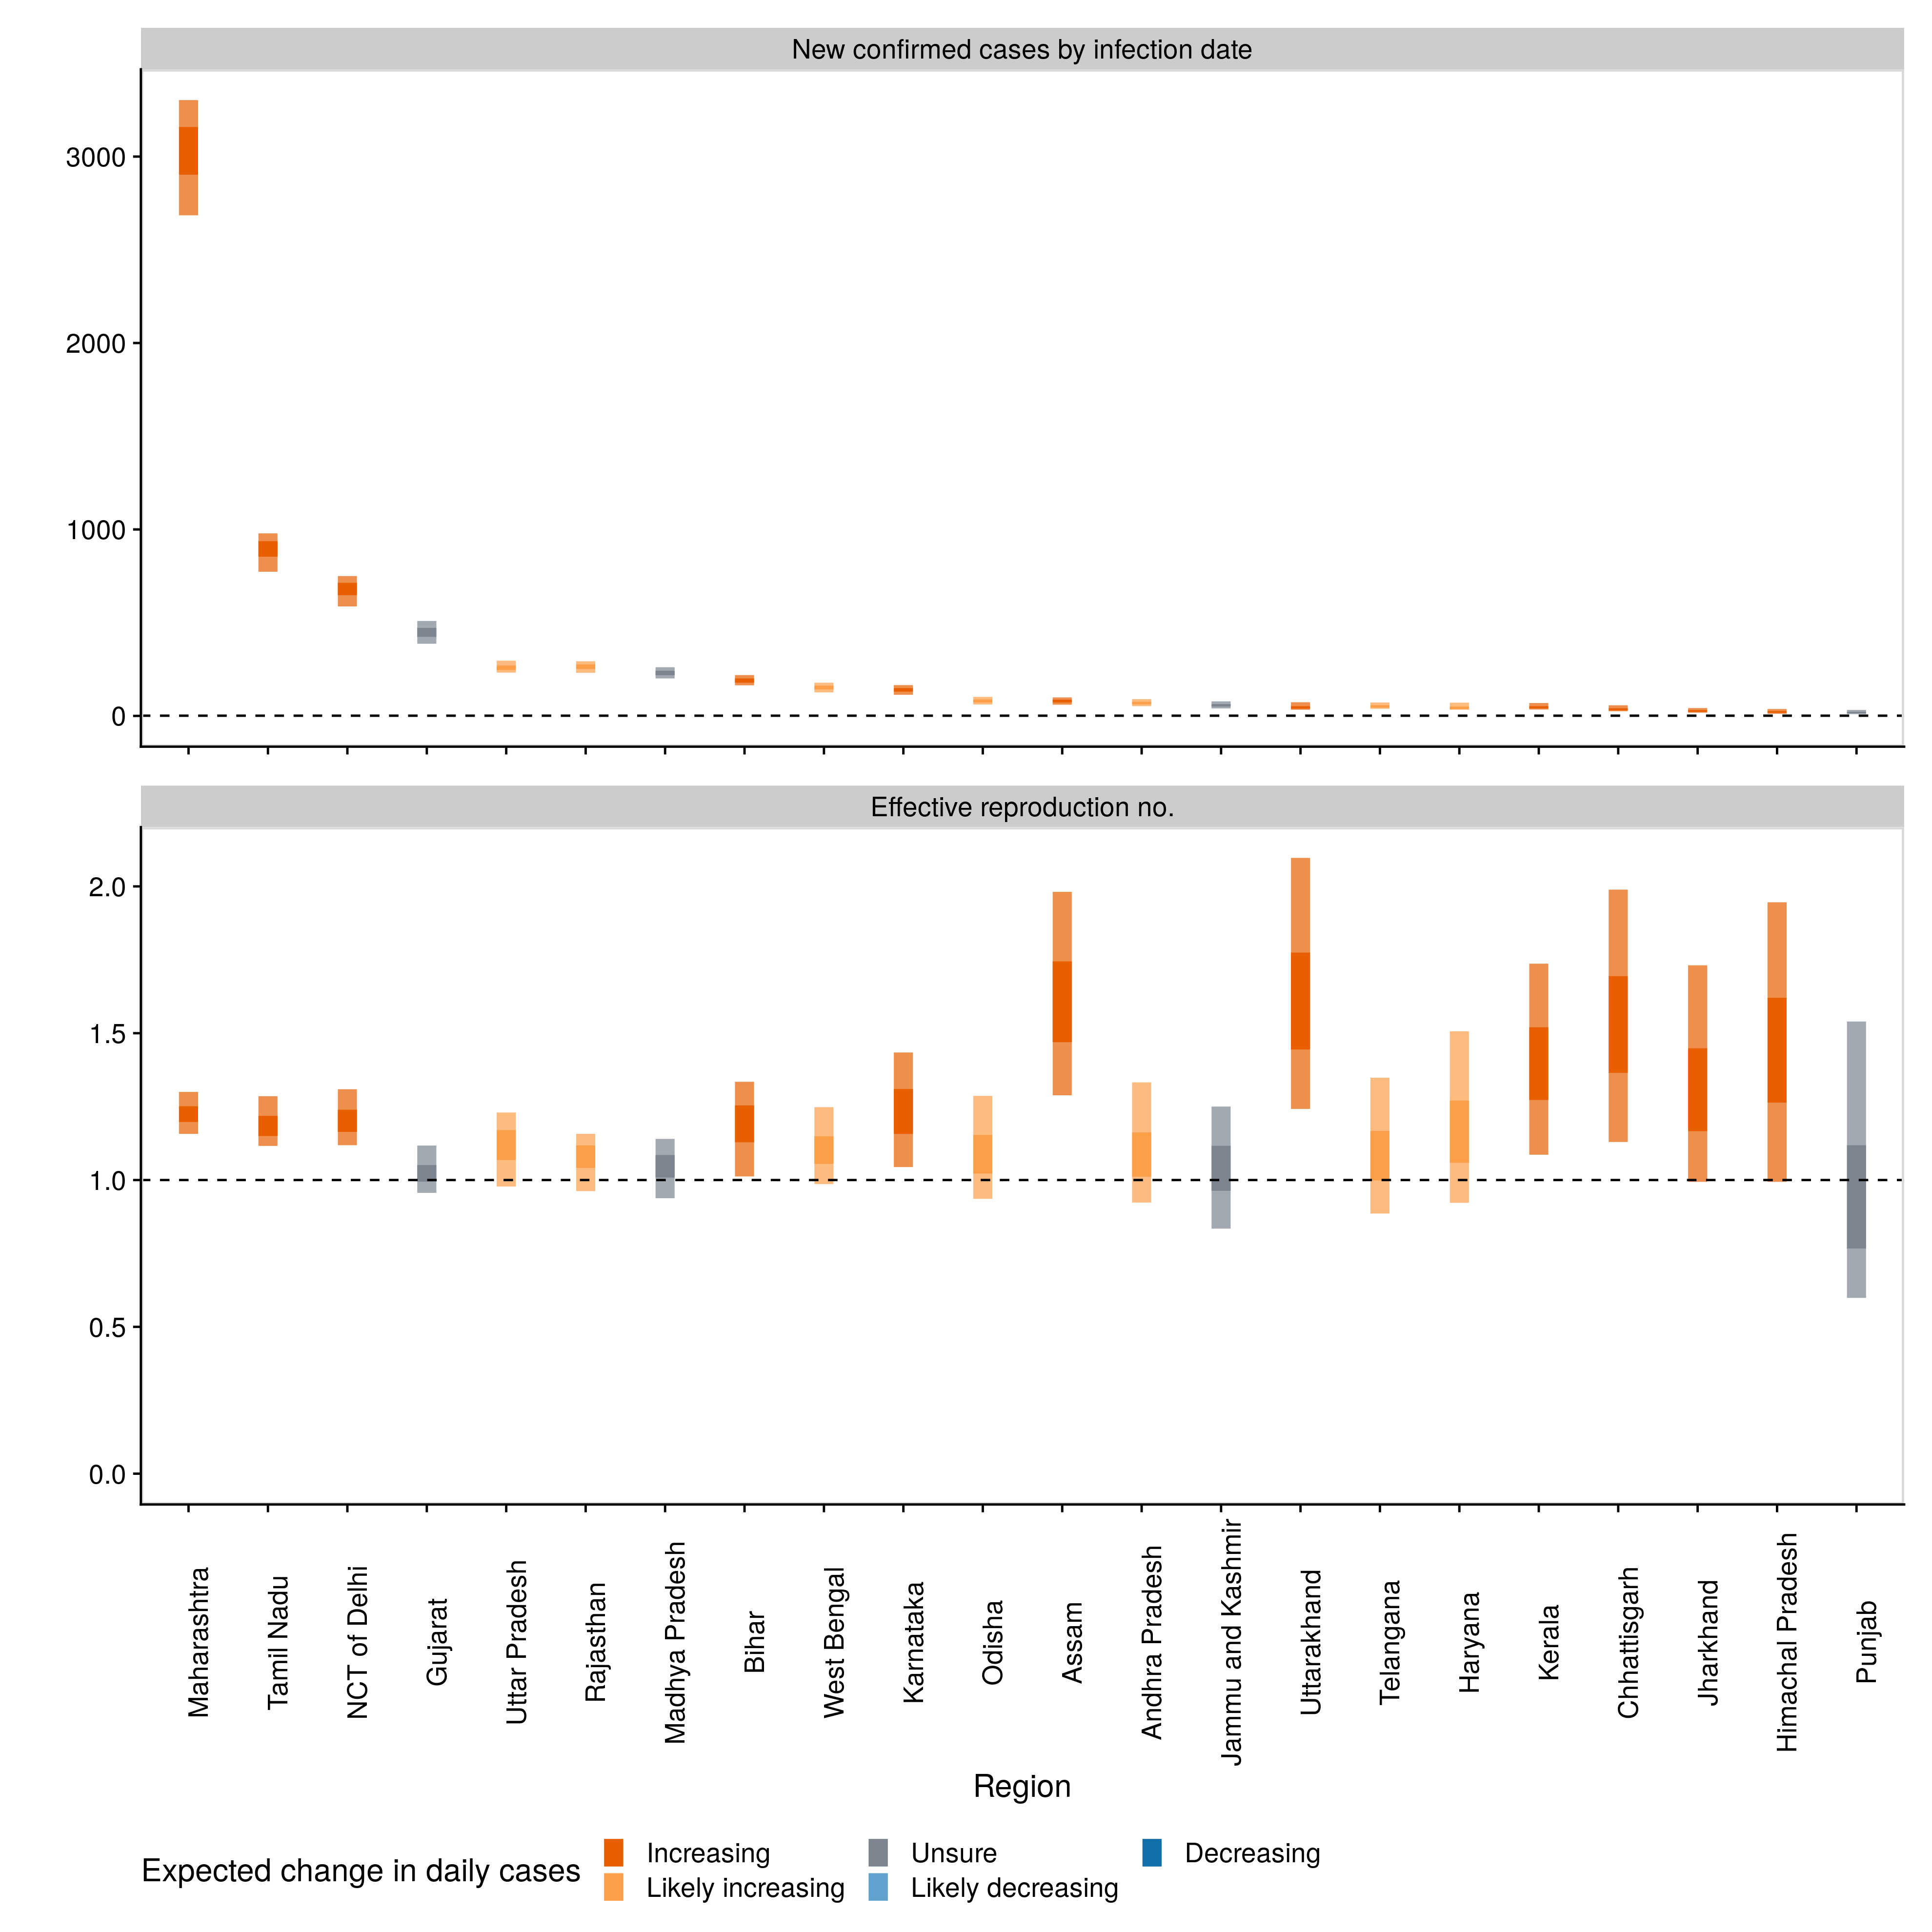 New confirmed cases by infection date
3000
2000
1000
0
Effective reproduction no.
2.0
1.5
1.0
0.5
0.0
Maharashtra
Tamil Nadu
NCT of Delhi
Gujarat
Uttar Pradesh
Rajasthan
Madhya Pradesh
Bihar
West Bengal
Karnataka
Odisha
Assam
Andhra Pradesh
Jammu and Kashmir
Uttarakhand
Telangana
Haryana
Kerala
Chhattisgarh
Jharkhand
Himachal Pradesh
Punjab
Region
Expected change in daily cases
Increasing
Likely increasing
Unsure
Likely decreasing
Decreasing